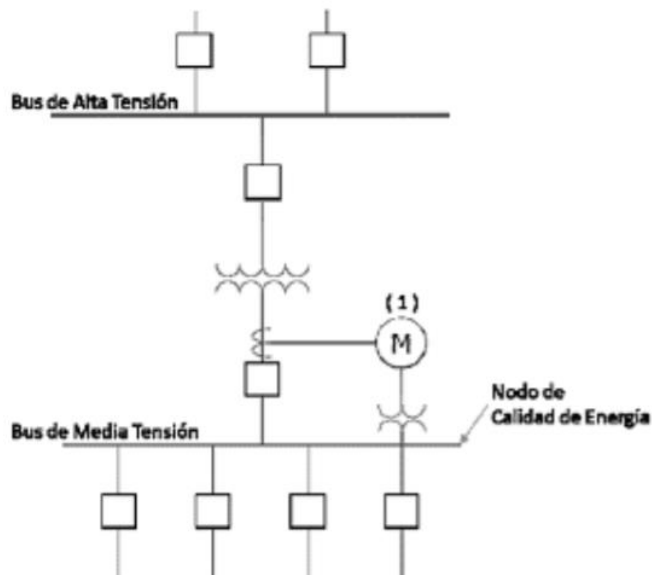 Bus de Alta Tensión
(1)
M
Nodo de
Calidad de Energía
Bus de Media Tensión